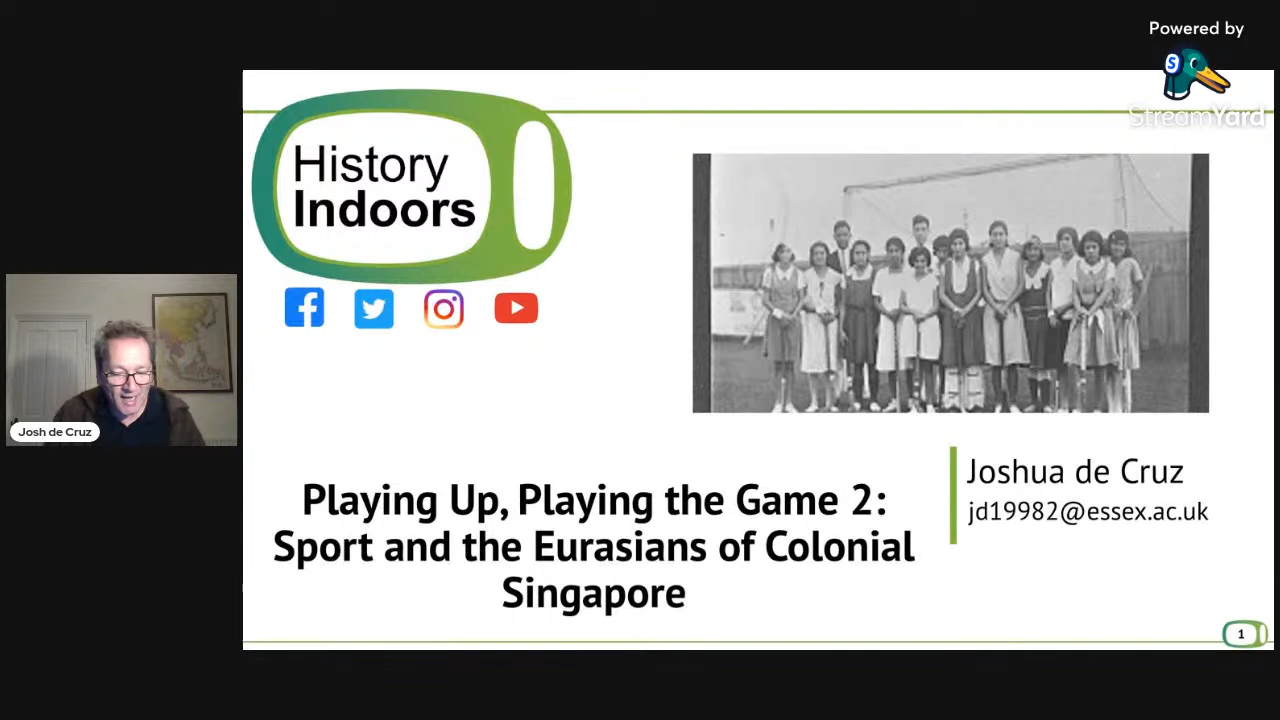 Powered by
StreamYard
History
Indoors
Josh de Cruz
Joshua de Cruz
jd19982@essex.ac.uk
Playing Up, Playing the Game 2:
Sport and the Eurasians of Colonial
Singapore
1